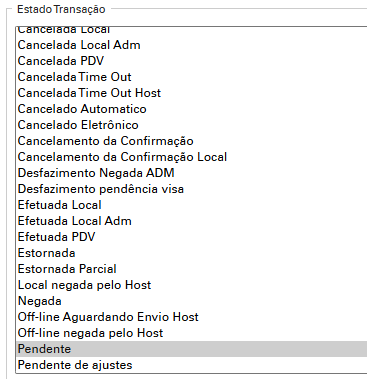 Estado Transação
Cancelada Local
Cancelada Local Adm
Cancelada PDV
Cancelada Time Out
Cancelada Time Out Host
Cancelado Automatico
Cancelado Eletrônico
Cancelamento da Confirmação
Cancelamento da Confirmação Local
Desfazimento Negada ADM
Desfazimento pendência visa
Efetuada Local
Efetuada Local Adm
Efetuada PDV
Estornada
Estornada Parcial
Local negada pelo Host
Negada
Off-line Aguardando Envio Host
Off-line negada pelo Host
Pendente
Pendente de ajustes